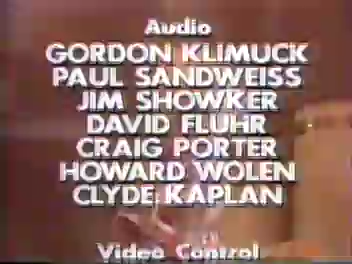 Audio
GORDON KLIMUCK
PAUL SANDWEISS
JIM SHOWKER
DAVID FLUHR
CRAIG PORTER
HOWARD WOLEN
CLYDE KAPLAN
Video Control